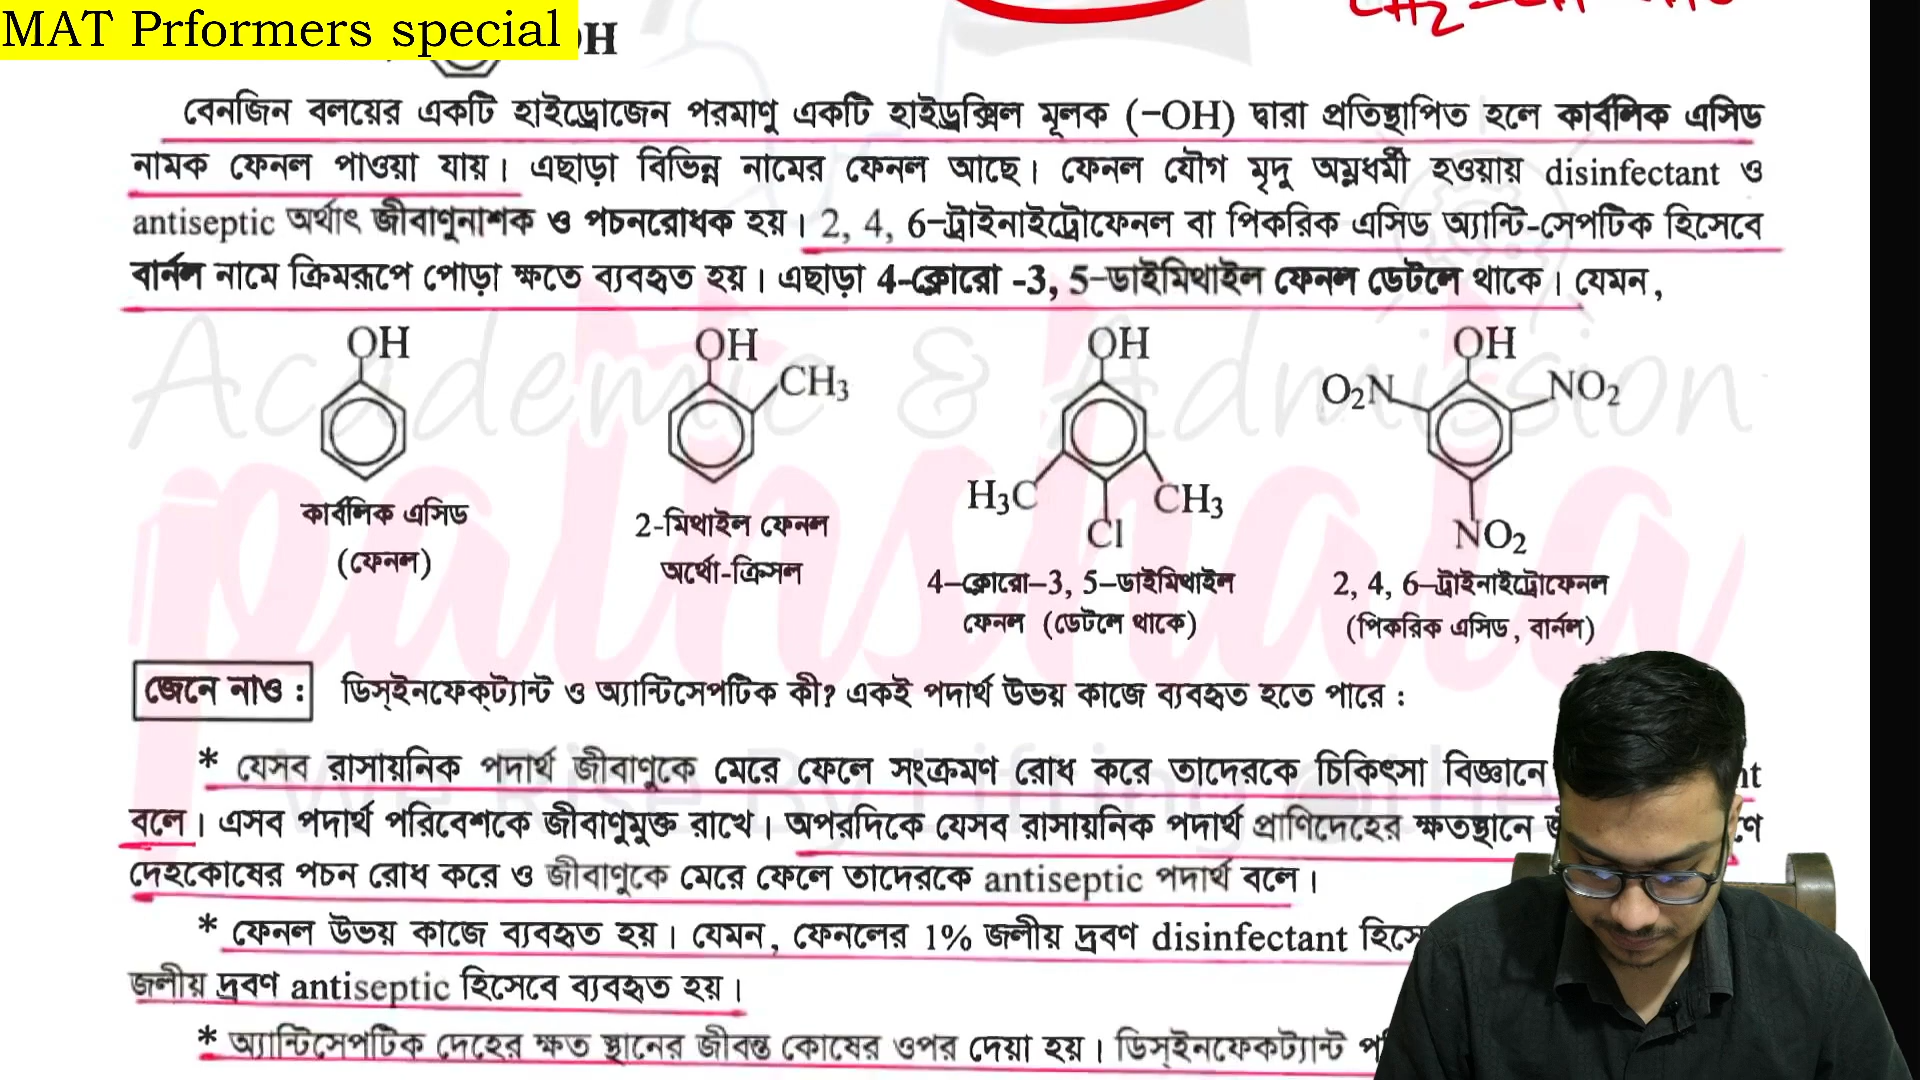 MAT Prformers special
OH
বেনজিন বলয়ের একটি হাইড্রোজেন পরমাণু একটি হাইড্রক্সিল মূলক (−OH) দ্বারা প্রতিস্থাপিত হলে কার্বলিক এসিড
নামক ফেনল পাওয়া যায়। এছাড়া বিভিন্ন নামের ফেনল আছে। ফেনল যৌগ মৃদু অম্লধর্মী হওয়ায় disinfectant ও
antiseptic অর্থাৎ জীবাণুনাশক ও পচনরোধক হয়। 2, 4, 6−ট্রাইনাইট্রোফেনল বা পিকরিক এসিড অ্যান্টি-সেপটিক হিসেবে
বার্নল নামে ক্রিমরূপে পোড়া ক্ষতে ব্যবহৃত হয়। এছাড়া 4-ক্লোরো -3, 5−ডাইমিথাইল ফেনল ডেটলে থাকে। যেমন,
Academic & Admission
OH OH OH OH
CH3 O2N NO2
pathshala
H3C CH3
Cl NO2
কার্বলিক এসিড
(ফেনল)
2-মিথাইল ফেনল
অর্থো-ক্রিসল
4−ক্লোরো−3, 5−ডাইমিথাইল
ফেনল (ডেটলে থাকে)
2, 4, 6−ট্রাইনাইট্রোফেনল
(পিকরিক এসিড, বার্নল)
জেনে নাও : ডিস্ইনফেক্ট্যান্ট ও অ্যান্টিসেপটিক কী? একই পদার্থ উভয় কাজে ব্যবহৃত হতে পারে :
* যেসব রাসায়নিক পদার্থ জীবাণুকে মেরে ফেলে সংক্রমণ রোধ করে তাদেরকে চিকিৎসা বিজ্ঞানে
বলে। এসব পদার্থ পরিবেশকে জীবাণুমুক্ত রাখে। অপরদিকে যেসব রাসায়নিক পদার্থ প্রাণিদেহের ক্ষতস্থানে
দেহকোষের পচন রোধ করে ও জীবাণুকে মেরে ফেলে তাদেরকে antiseptic পদার্থ বলে।
* ফেনল উভয় কাজে ব্যবহৃত হয়। যেমন, ফেনলের 1% জলীয় দ্রবণ disinfectant
জলীয় দ্রবণ antiseptic হিসেবে ব্যবহৃত হয়।
* অ্যান্টিসেপটিক দেহের ক্ষত স্থানের জীবন্ত কোষের ওপর দেয়া হয়। ডিস্ইনফেকট্যান্ট